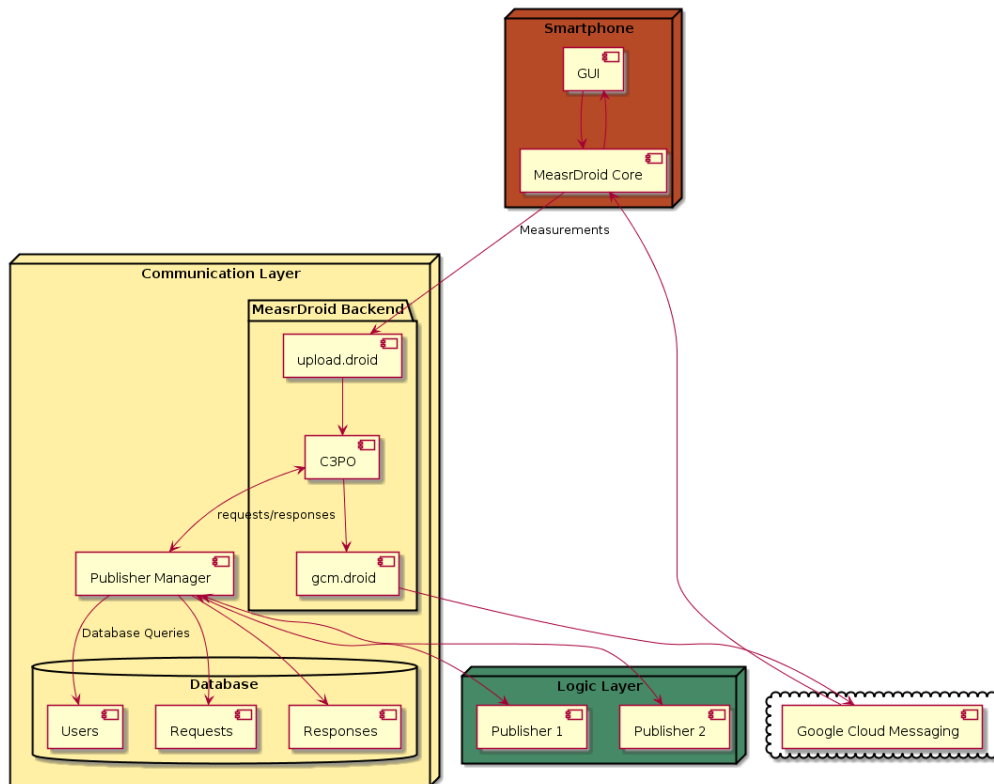 Smartphone
GUI
MeasrDroid Core
Measurements
Communication Layer
MeasrDroid Backend
upload.droid
C3PO
requests/responses
Publisher Manager
gcm.droid
Database Queries
Database
Users
Requests
Responses
Logic Layer
Publisher 1
Publisher 2
Google Cloud Messaging